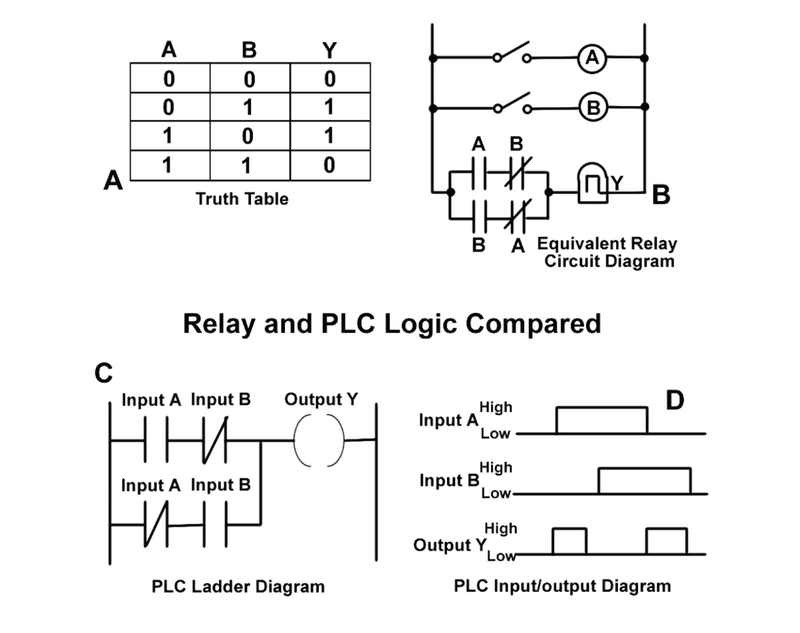 A B Y
0 0 0
0 1 1
1 0 1
1 1 0
A
Truth Table
A
B
A B
Y
B
B A
Equivalent Relay
Circuit Diagram
Relay and PLC Logic Compared
C
Input A Input B Output Y
Input A Input B
PLC Ladder Diagram
D
High
Input A
Low
High
Input B
Low
High
Output Y
Low
PLC Input/output Diagram